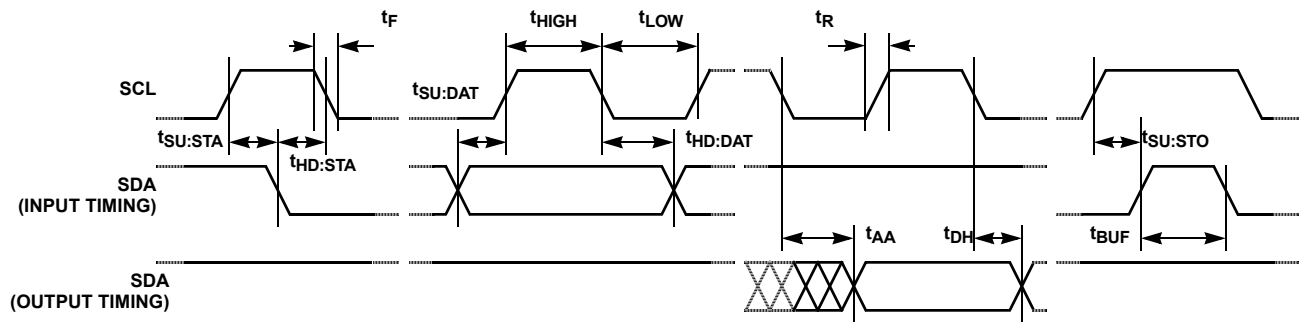 tF
tHIGH
tLOW
tR
SCL
tSU:DAT
tSU:STA
tHD:STA
tHD:DAT
tSU:STO
SDA
(INPUT TIMING)
tAA
tDH
tBUF
SDA
(OUTPUT TIMING)